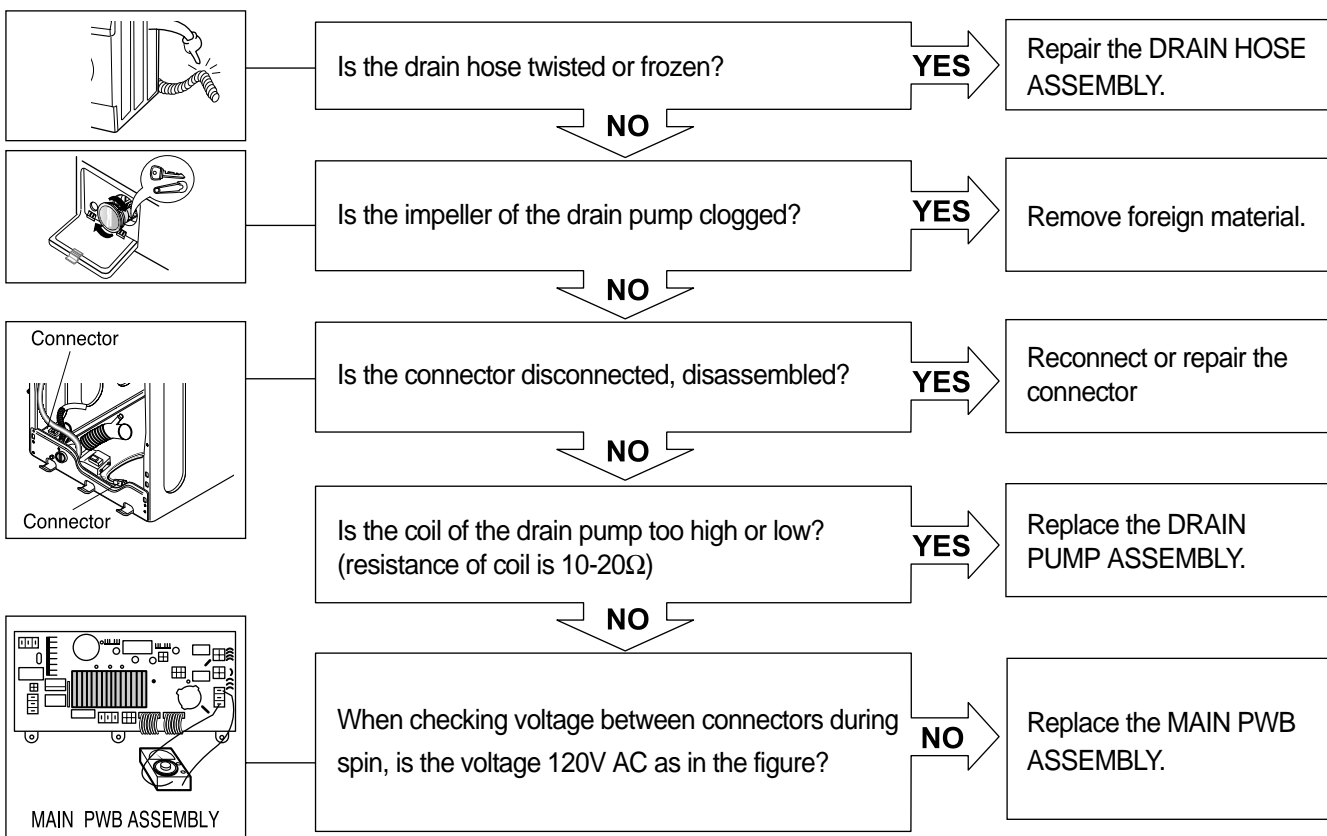 Is the drain hose twisted or frozen?
YES
Repair the DRAIN HOSE
ASSEMBLY.
NO
Is the impeller of the drain pump clogged?
YES
Remove foreign material.
NO
Connector
Connector
Is the connector disconnected, disassembled?
YES
Reconnect or repair the
connector
NO
Is the coil of the drain pump too high or low?
(resistance of coil is 10-20Ω)
YES
Replace the DRAIN
PUMP ASSEMBLY.
NO
MAIN PWB ASSEMBLY
When checking voltage between connectors during
spin, is the voltage 120V AC as in the figure?
NO
Replace the MAIN PWB
ASSEMBLY.